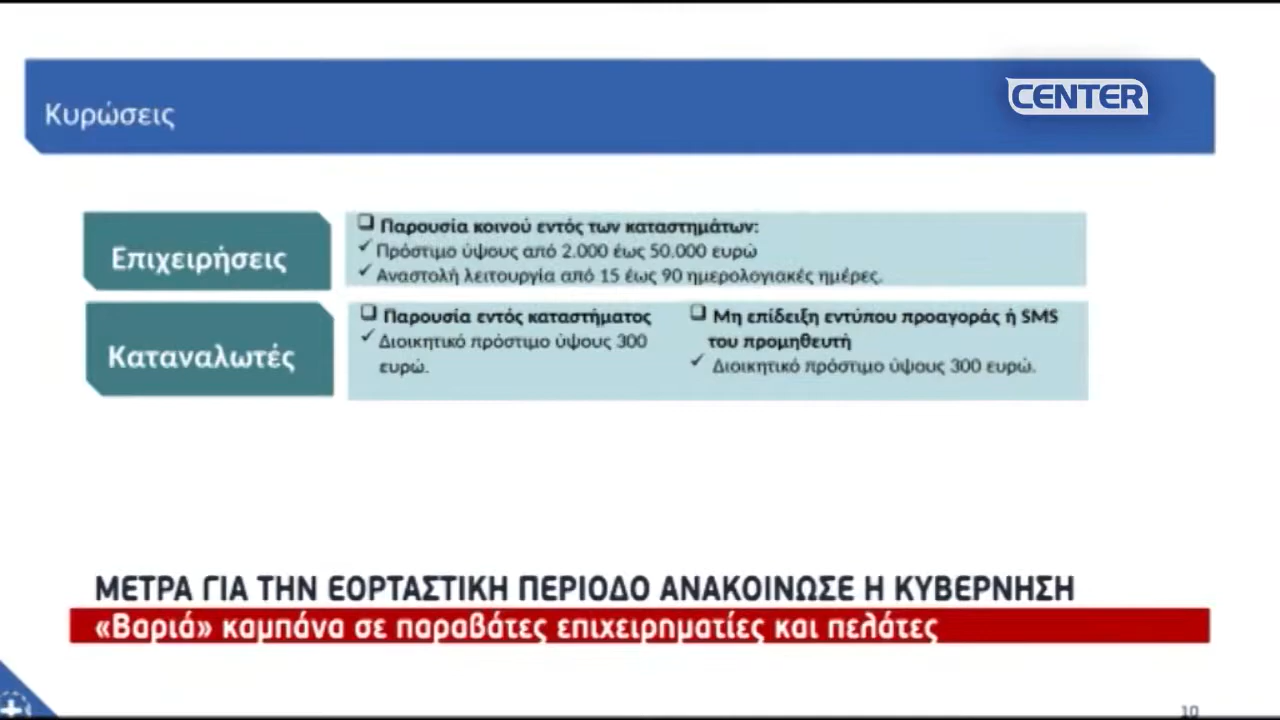 CENTER
Κυρώσεις
Επιχειρήσεις
Παρουσία κοινού εντός των καταστημάτων:
Πρόστιμο ύψους από 2.000 έως 50.000 ευρώ
Αναστολή λειτουργία από 15 έως 90 ημερολογιακές ημέρες.
Καταναλωτές
Παρουσία εντός καταστήματος
Διοικητικό πρόστιμο ύψους 300
ευρώ.
Μη επίδειξη εντύπου προαγοράς ή SMS
του προμηθευτή
Διοικητικό πρόστιμο ύψους 300 ευρώ.
ΜΕΤΡΑ ΓΙΑ ΤΗΝ ΕΟΡΤΑΣΤΙΚΗ ΠΕΡΙΟΔΟ ΑΝΑΚΟΙΝΩΣΕ Η ΚΥΒΕΡΝΗΣΗ
«Βαριά» καμπάνα σε παραβάτες επιχειρηματίες και πελάτες
10